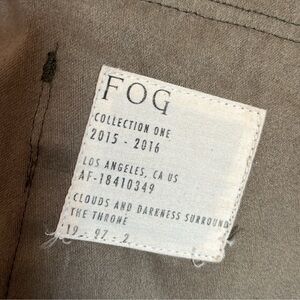 FOG
COLLECTION ONE
2015 - 2016
LOS ANGELES, CA US
AF-18410349
CLOUDS AND DARKNESS SURROUND
THE THRONE
19 - 97 - 2